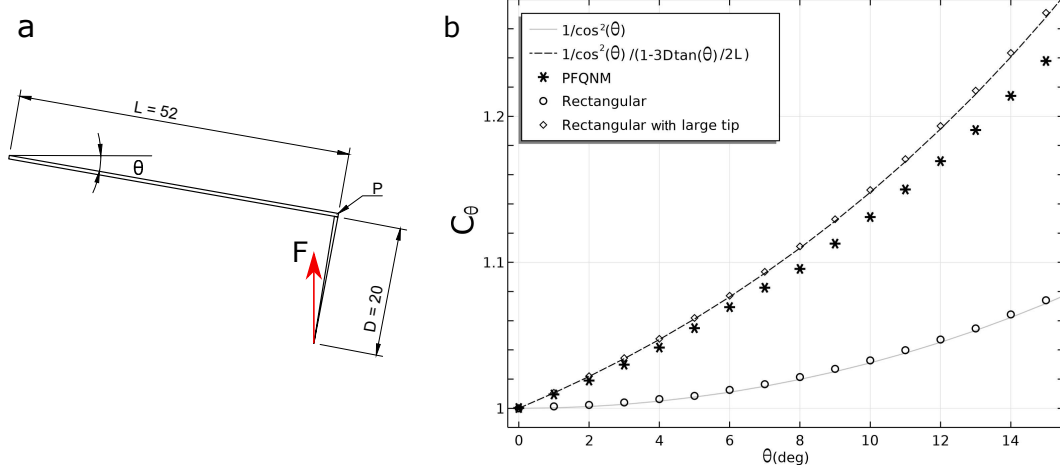 a
L = 52
θ
P
F
D = 20
b
1/cos²(θ)
1/cos²(θ)/(1-3Dtan(θ)/2L)
PFQNM
Rectangular
Rectangular with large tip
1.2
1.1
1
Cθ
0 2 4 6 8 10 12 14
θ(deg)